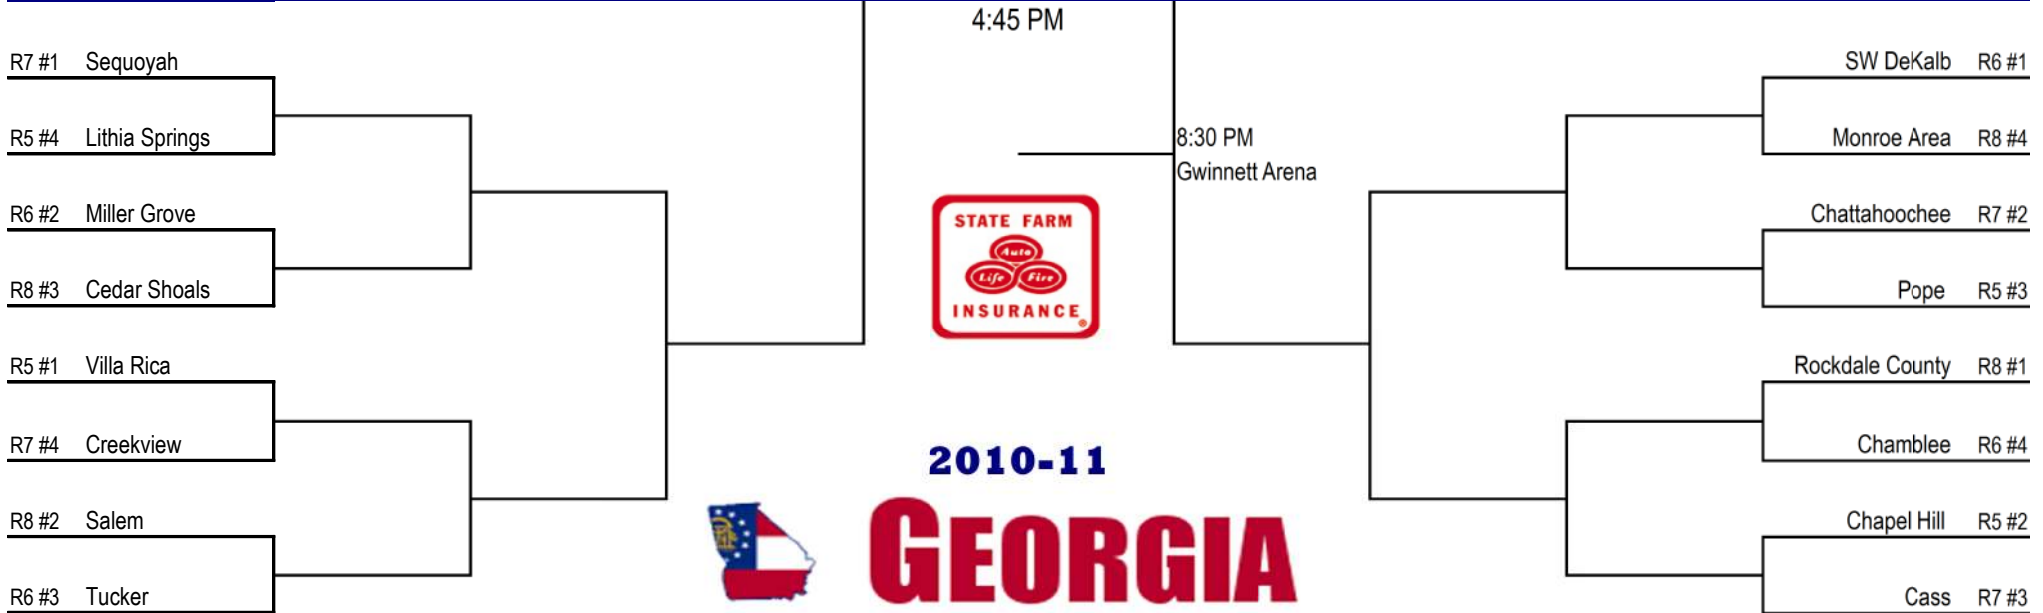 4:45 PM
R7 #1 Sequoyah
R5 #4 Lithia Springs
R6 #2 Miller Grove
R8 #3 Cedar Shoals
R5 #1 Villa Rica
R7 #4 Creekview
R8 #2 Salem
R6 #3 Tucker
8:30 PM
Gwinnett Arena
STATE FARM
Auto
Life Fire
INSURANCE®
2010-11
GEORGIA
SW DeKalb R6 #1
Monroe Area R8 #4
Chattahoochee R7 #2
Pope R5 #3
Rockdale County R8 #1
Chamblee R6 #4
Chapel Hill R5 #2
Cass R7 #3